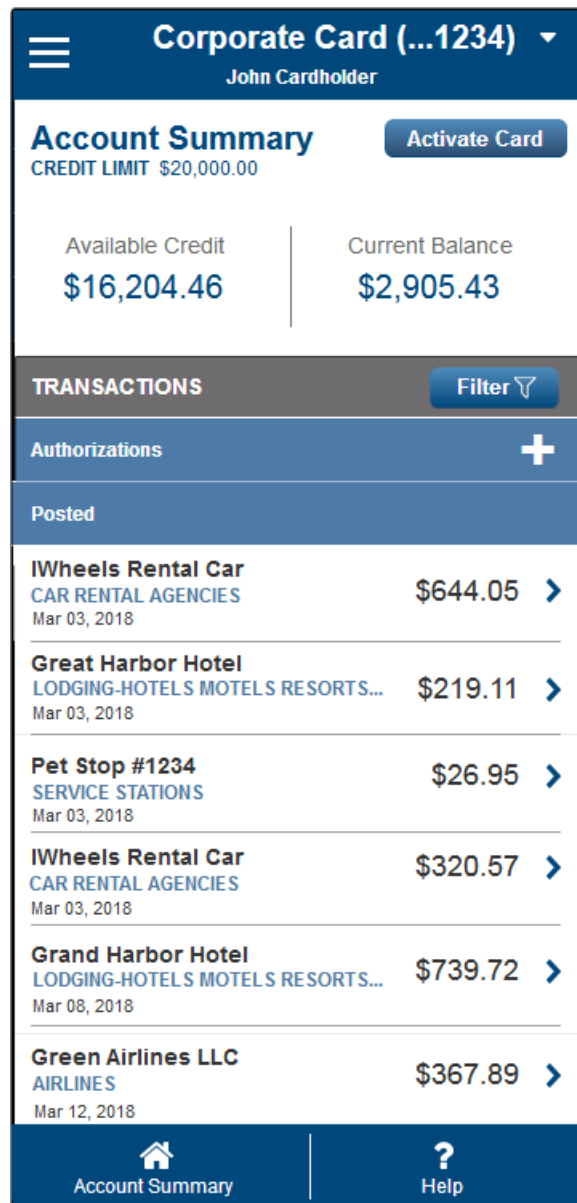 Corporate Card (...1234)
John Cardholder
Account Summary
Activate Card
CREDIT LIMIT $20,000.00
Available Credit
Current Balance
$16,204.46
$2,905.43
TRANSACTIONS
Filter
Authorizations
Posted
IWheels Rental Car
CAR RENTAL AGENCIES
$644.05
Mar 03, 2018
Great Harbor Hotel
LODGING-HOTELS MOTELS RESORTS...
$219.11
Mar 03, 2018
Pet Stop #1234
$26.95
SERVICE STATIONS
Mar 03, 2018
IWheels Rental Car
$320.57
CAR RENTAL AGENCIES
Mar 03, 2018
Grand Harbor Hotel
$739.72
LODGING-HOTELS MOTELS RESORTS...
Mar 08, 2018
Green Airlines LLC
$367.89
AIRLINES
Mar 12, 2018
Account Summary
Help